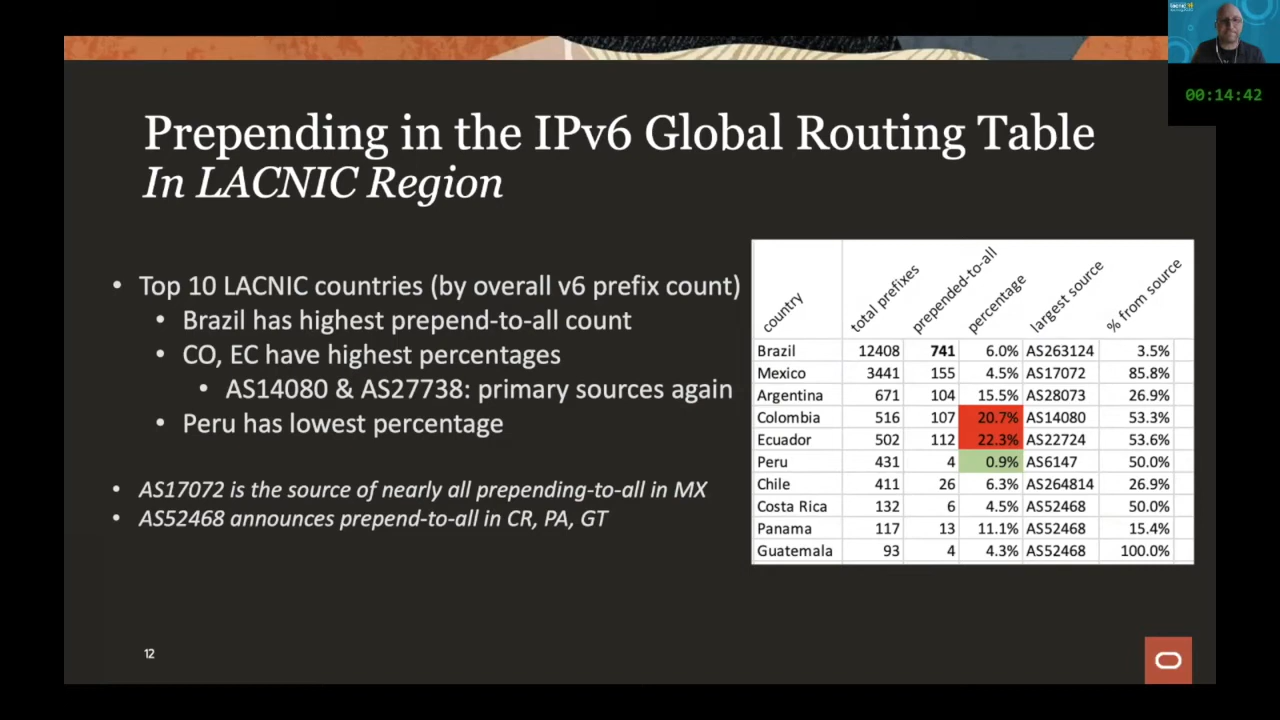 00:14:42
Prepending in the IPv6 Global Routing Table
In LACNIC Region
• Top 10 LACNIC countries (by overall v6 prefix count)
• Brazil has highest prepend-to-all count
• CO, EC have highest percentages
• AS14080 & AS27738: primary sources again
• Peru has lowest percentage
• AS17072 is the source of nearly all prepending-to-all in MX
• AS52468 announces prepend-to-all in CR, PA, GT
country total prefixes prepended-to-all percentage largest source % from source
Brazil 12408 741 6.0% AS263124 3.5%
Mexico 3441 155 4.5% AS17072 85.8%
Argentina 671 104 15.5% AS28073 26.9%
Colombia 516 107 20.7% AS14080 53.3%
Ecuador 502 112 22.3% AS22724 53.6%
Peru 431 4 0.9% AS6147 50.0%
Chile 411 26 6.3% AS264814 26.9%
Costa Rica 132 6 4.5% AS52468 50.0%
Panama 117 13 11.1% AS52468 15.4%
Guatemala 93 4 4.3% AS52468 100.0%
12